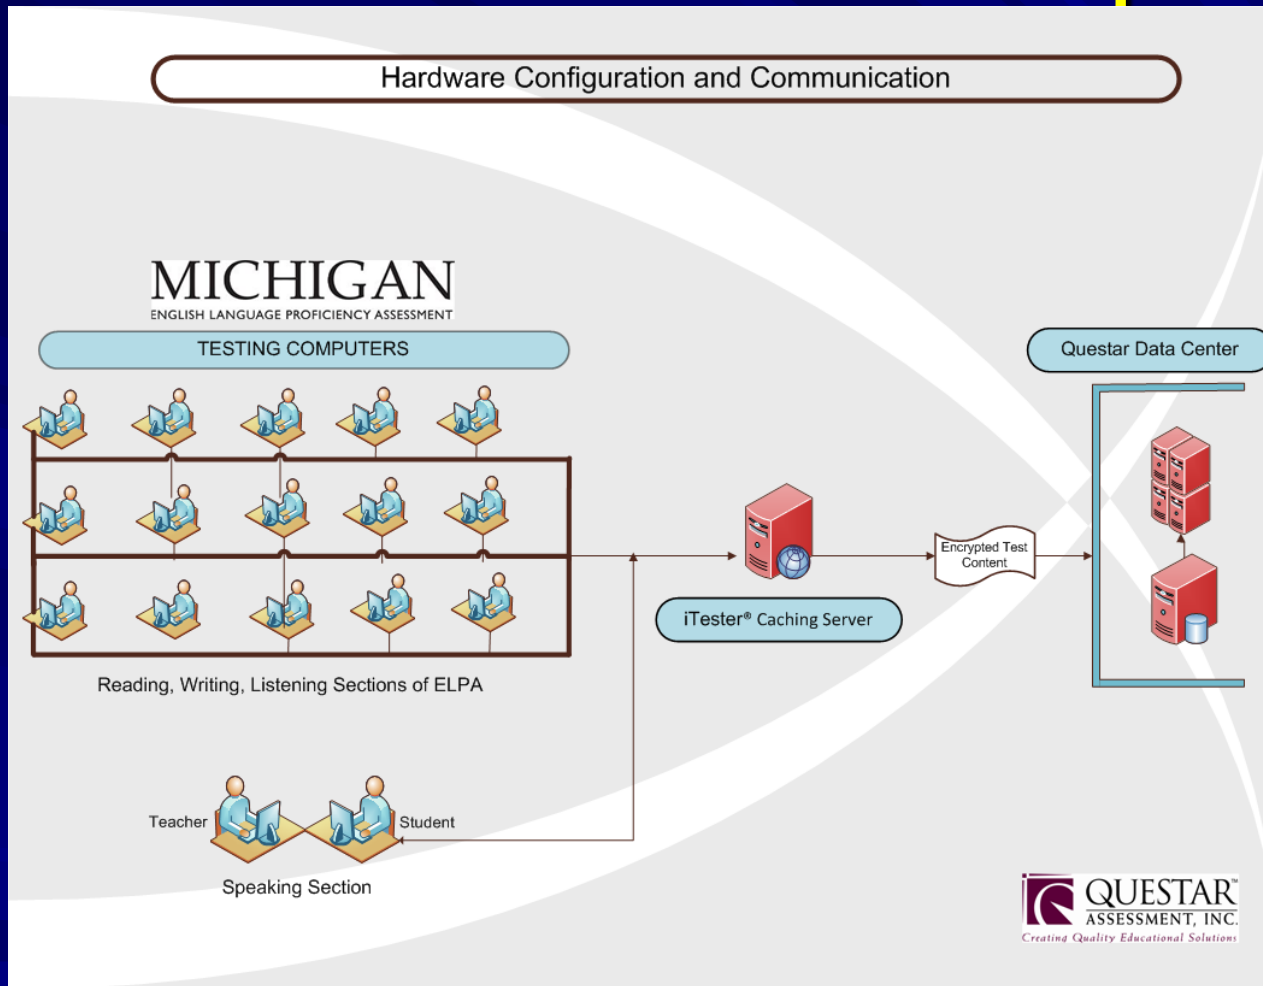 Hardware Configuration and Communication
MICHIGAN
ENGLISH LANGUAGE PROFICIENCY ASSESSMENT
TESTING COMPUTERS
Questar Data Center
Encrypted Test
Content
iTester® Caching Server
Reading, Writing, Listening Sections of ELPA
Teacher
Student
Speaking Section
QUESTAR™
ASSESSMENT, INC.
Creating Quality Educational Solutions